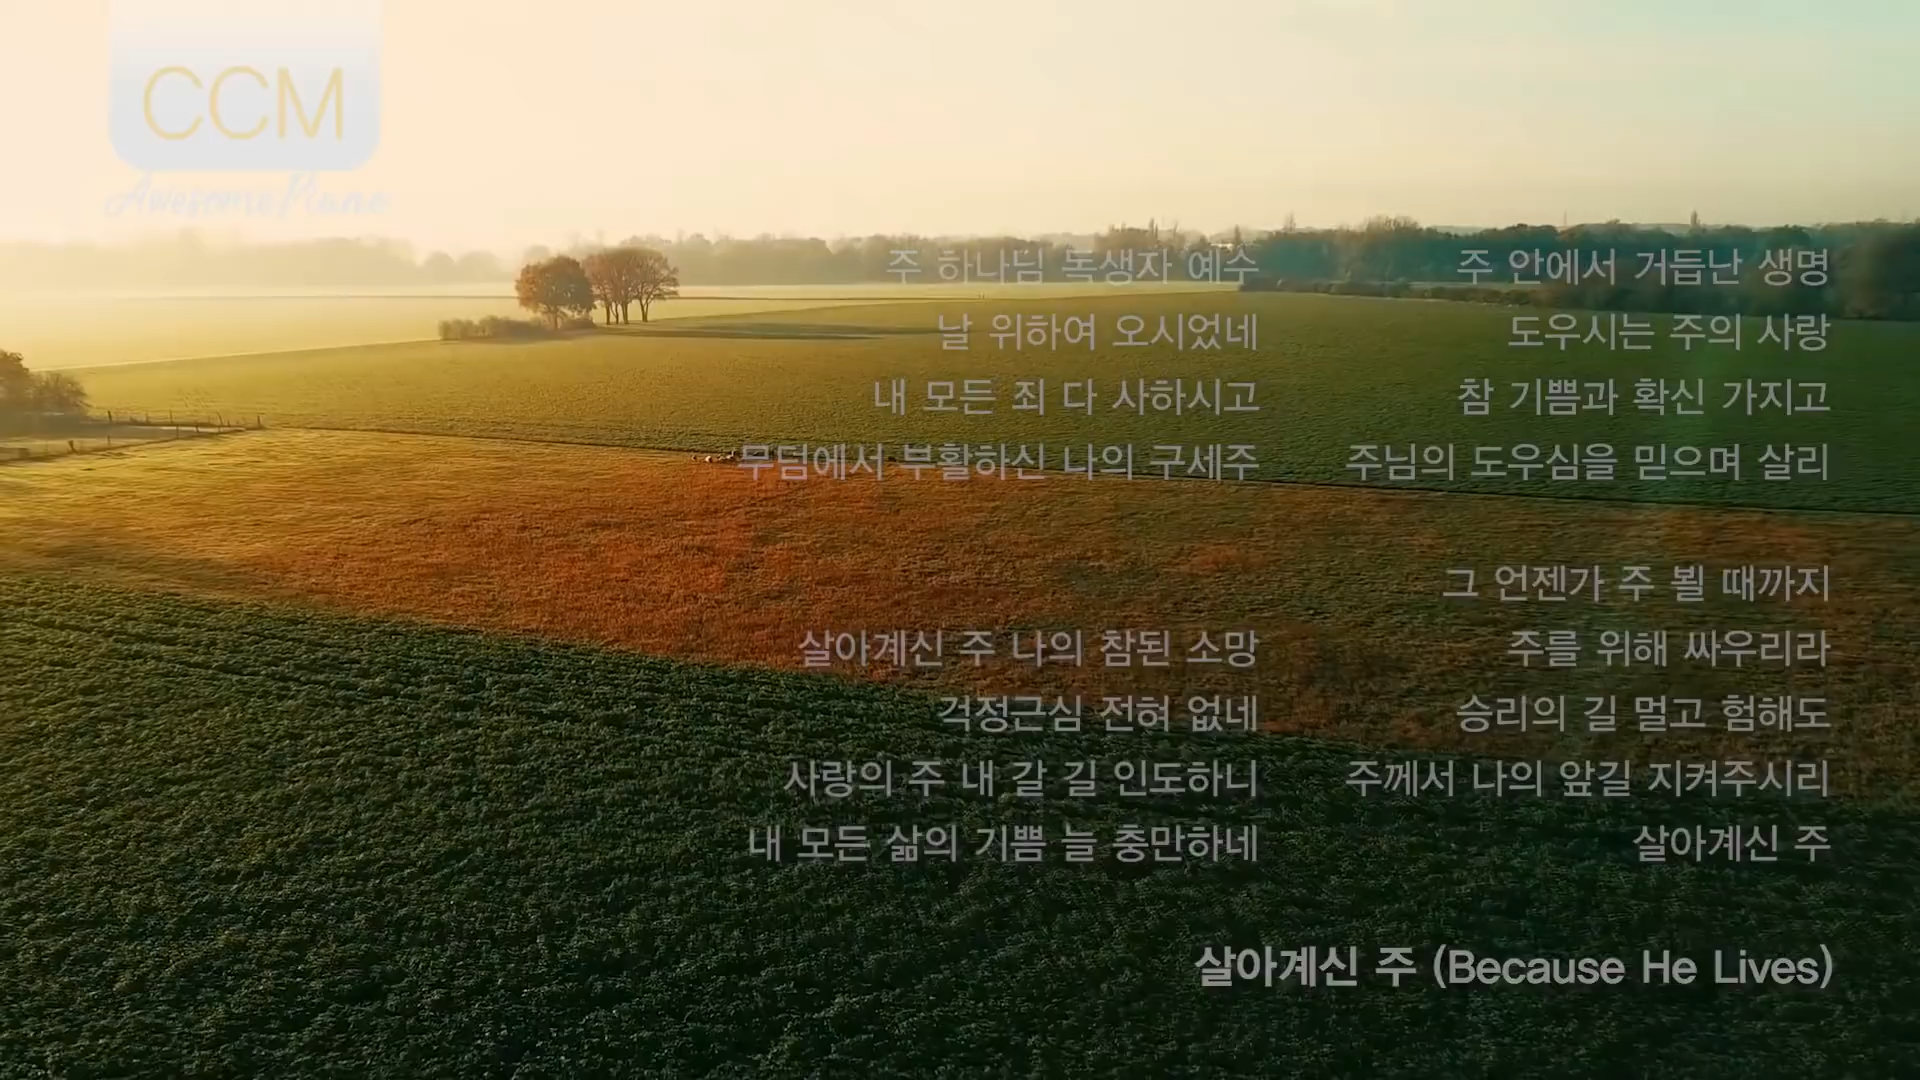 CCM
Awesome Piano
주 하나님 독생자 예수
날 위하여 오시었네
내 모든 죄 다 사하시고
무덤에서 부활하신 나의 구세주
살아계신 주 나의 참된 소망
걱정근심 전혀 없네
사랑의 주 내 갈 길 인도하니
내 모든 삶의 기쁨 늘 충만하네
주 안에서 거듭난 생명
도우시는 주의 사랑
참 기쁨과 확신 가지고
주님의 도우심을 믿으며 살리
그 언젠가 주 뵐 때까지
주를 위해 싸우리라
승리의 길 멀고 험해도
주께서 나의 앞길 지켜주시리
살아계신 주
살아계신 주 (Because He Lives)